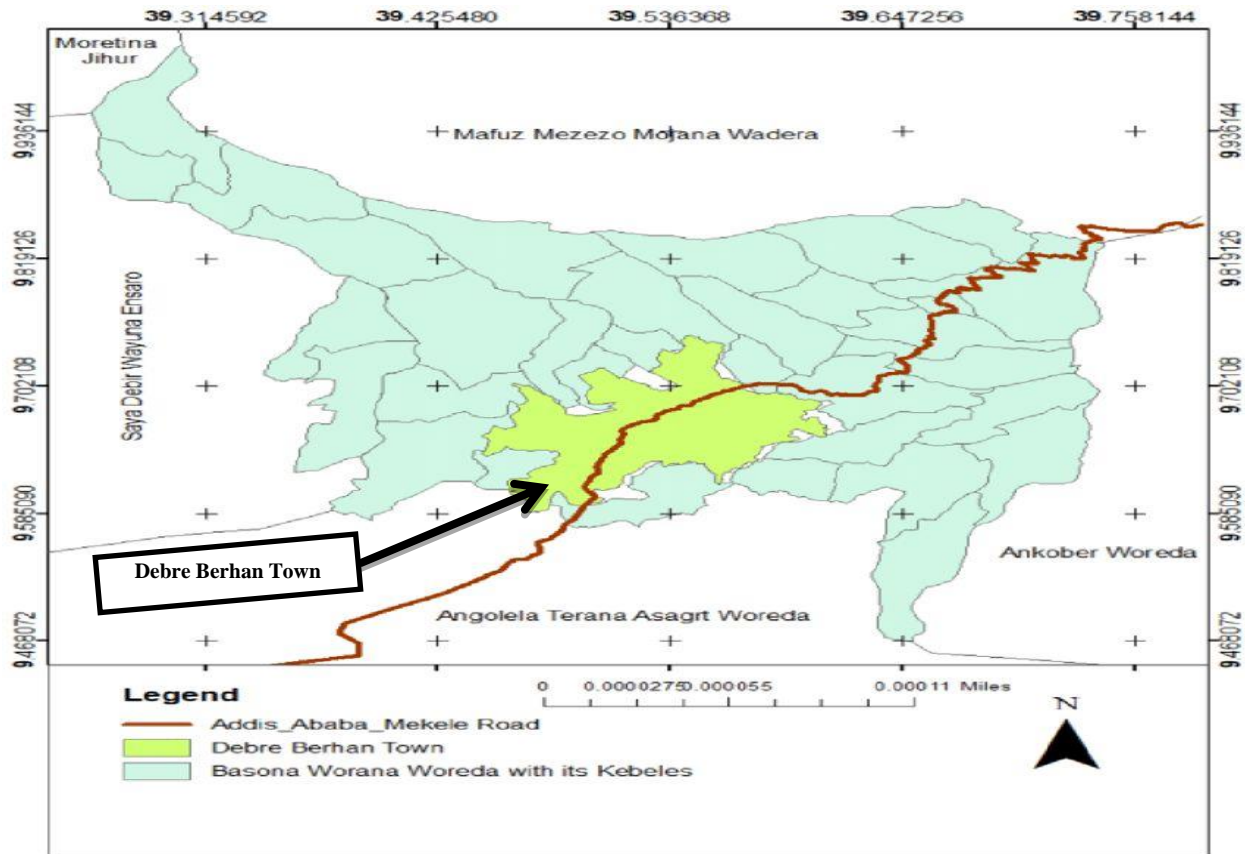 39.314592 39.425480 39.536368 39.647256 39.758144
Moretina
Jihur
9.936144 9.936144
Mafuz Mezezo Mojana Wadera
9.819126 9.819126
Saya Debir Wayuna Ensaro
9.702108 9.702108
9.585090 9.585090
Ankober Woreda
Debre Berhan Town
Angolela Terana Asagrt Woreda
9.468072 9.468072
Legend
0 0.0000275 0.000055 0.00011 Miles
N
Addis_Ababa_Mekele Road
Debre Berhan Town
Basona Worana Woreda with its Kebeles